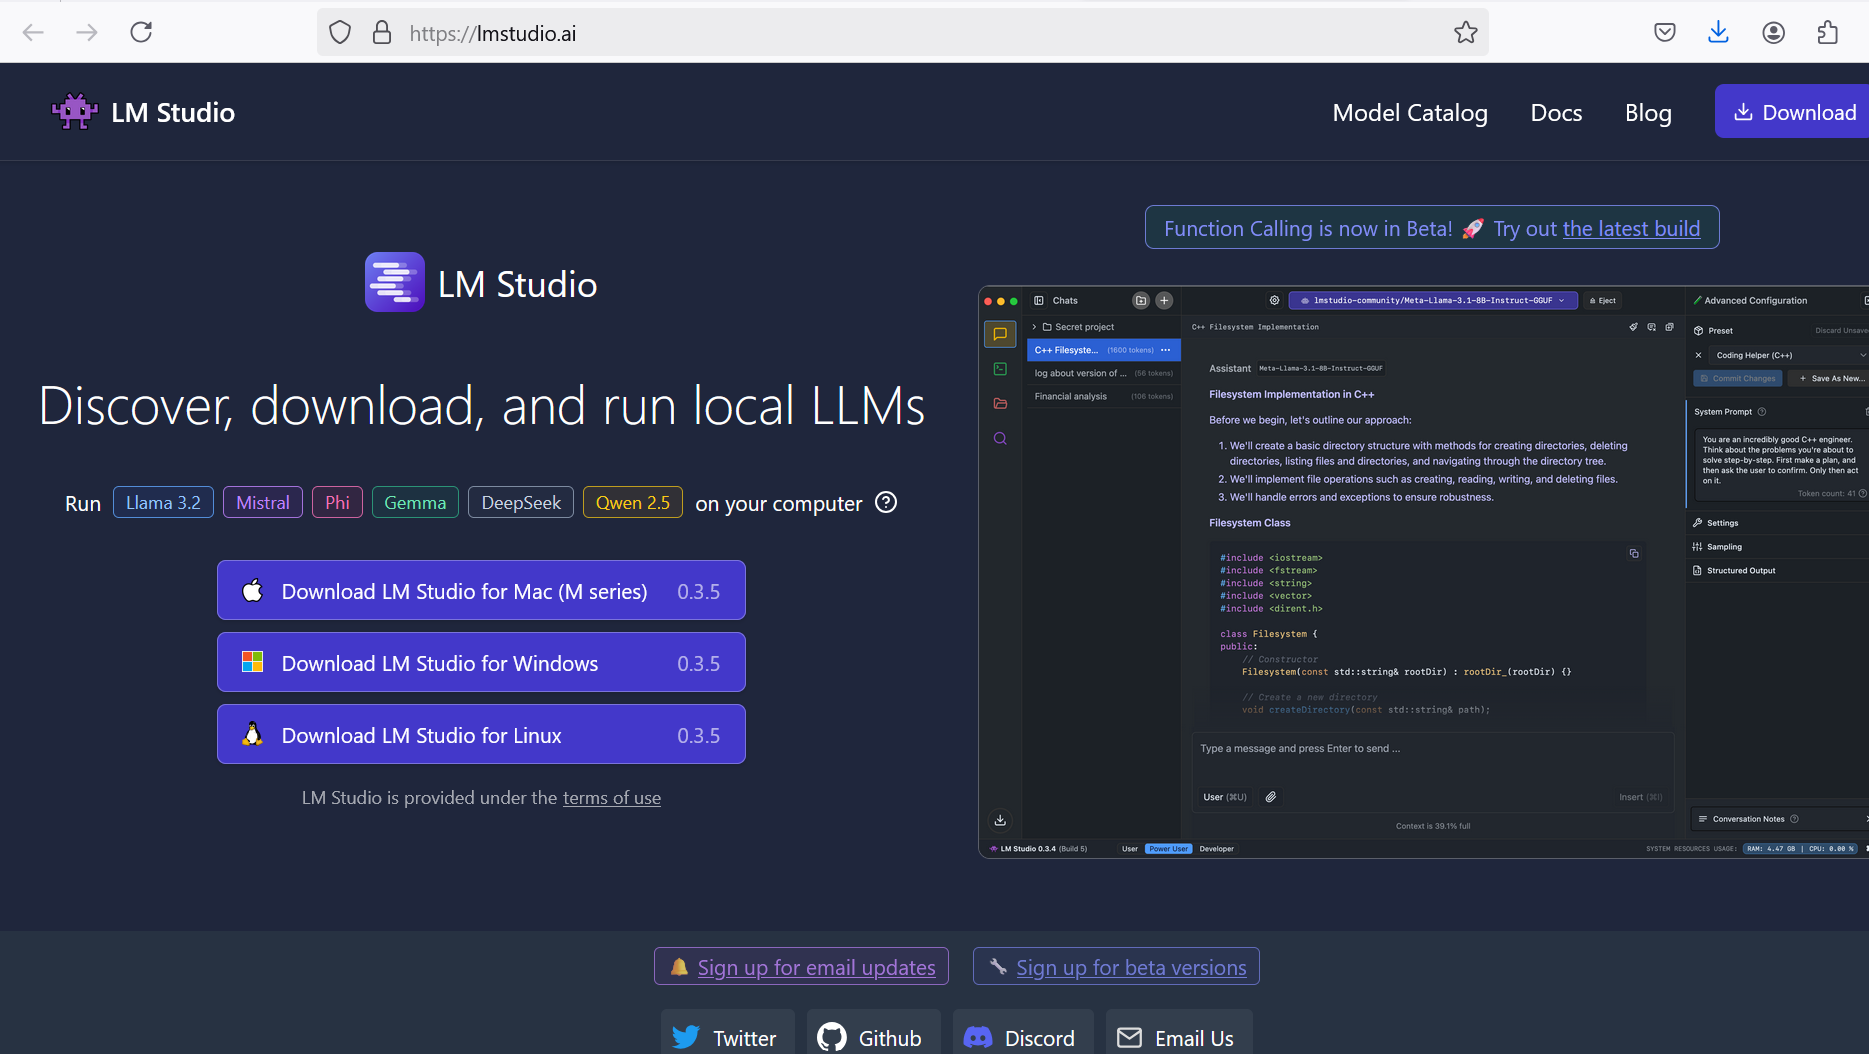 https://lmstudio.ai
LM Studio
Model Catalog
Docs
Blog
Download
Function Calling is now in Beta! 🚀 Try out the latest build
LM Studio
Discover, download, and run local LLMs
Run Llama 3.2 Mistral Phi Gemma DeepSeek Qwen 2.5 on your computer
Download LM Studio for Mac (M series) 0.3.5
Download LM Studio for Windows 0.3.5
Download LM Studio for Linux 0.3.5
LM Studio is provided under the terms of use
Chats
lmstudio-community/Meta-Llama-3.1-8B-Instruct-GGUF
Eject
Advanced Configuration
Secret project
C++ Filesyste... (1600 tokens) ...
log about version of ... (56 tokens)
Financial analysis (106 tokens)
C++ Filesystem Implementation
Assistant Meta-Llama-3.1-8B-Instruct-GGUF
Filesystem Implementation in C++
Before we begin, let's outline our approach:
1. We'll create a basic directory structure with methods for creating directories, deleting
directories, listing files and directories, and navigating through the directory tree.
2. We'll implement file operations such as creating, reading, writing, and deleting files.
3. We'll handle errors and exceptions to ensure robustness.
Filesystem Class
#include <iostream>
#include <fstream>
#include <string>
#include <vector>
#include <dirent.h>
class Filesystem {
public:
// Constructor
Filesystem(const std::string& rootDir) : rootDir_(rootDir) {}
// Create a new directory
void createDirectory(const std::string& path);
Type a message and press Enter to send ...
User (⌘U)
Insert (⌘I)
Context is 39.1% full
Preset
Discard Unsave
Coding Helper (C++)
Commit Changes
+ Save As New...
System Prompt
You are an incredibly good C++ engineer.
Think about the problems you're about to
solve step-by-step. First make a plan, and
then ask the user to confirm. Only then act
on it.
Token count: 41
Settings
Sampling
Structured Output
Conversation Notes
LM Studio 0.3.4 (Build 5)
User
Power User
Developer
SYSTEM RESOURCES USAGE: RAM: 4.47 GB | CPU: 0.00 %
Sign up for email updates
Sign up for beta versions
Twitter
Github
Discord
Email Us